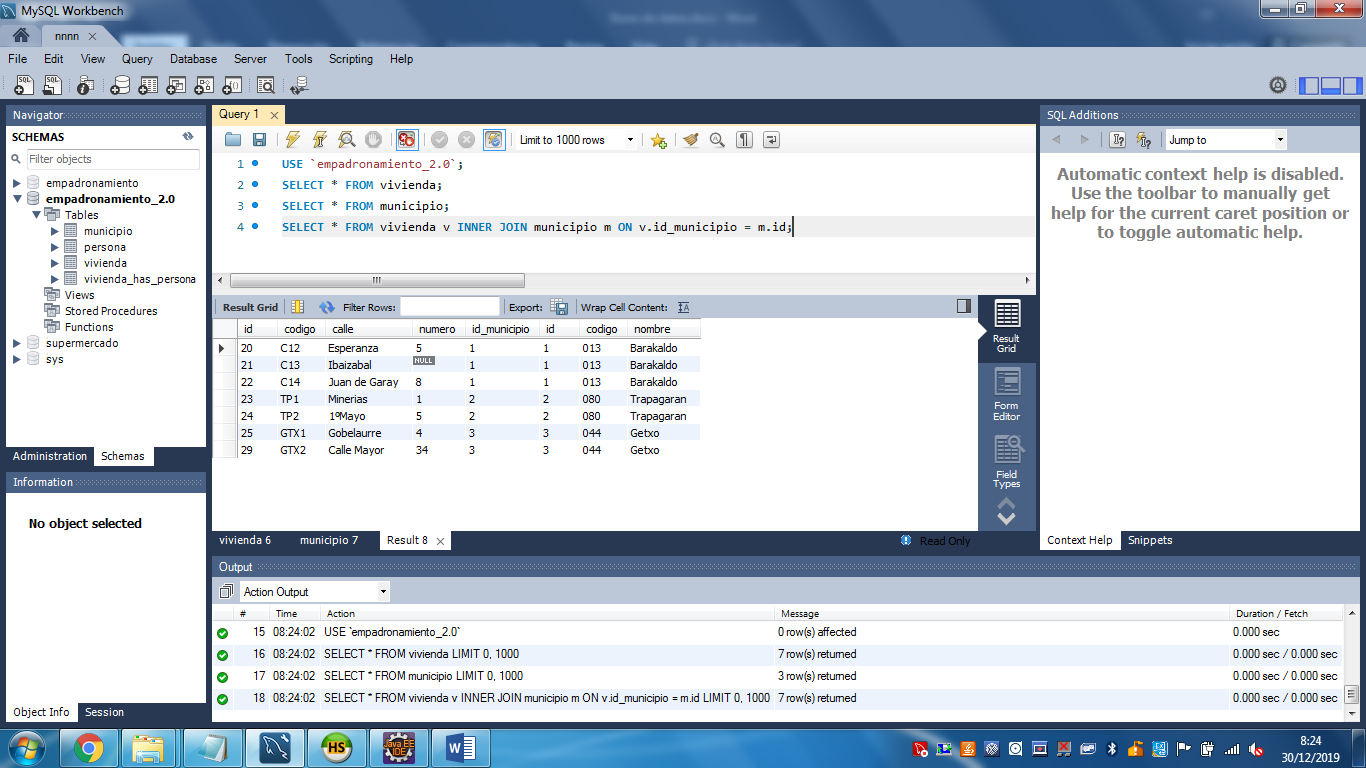 MySQL Workbench
nnnn
File Edit View Query Database Server Tools Scripting Help
Navigator
SCHEMAS
Filter objects
empadronamiento
empadronamiento_2.0
Tables
municipio
persona
vivienda
vivienda_has_persona
Views
Stored Procedures
Functions
supermercado
sys
Administration Schemas
Information
No object selected
Object Info Session
Query 1
Limit to 1000 rows
1 USE `empadronamiento_2.0`;
2 SELECT * FROM vivienda;
3 SELECT * FROM municipio;
4 SELECT * FROM vivienda v INNER JOIN municipio m ON v.id_municipio = m.id;
Result Grid Filter Rows: Export: Wrap Cell Content:
id codigo calle numero id_municipio id codigo nombre
20 C12 Esperanza 5 1 1 013 Barakaldo
21 C13 Ibaizabal NULL 1 1 013 Barakaldo
22 C14 Juan de Garay 8 1 1 013 Barakaldo
23 TP1 Minerias 1 2 2 080 Trapagaran
24 TP2 1ºMayo 5 2 2 080 Trapagaran
25 GTX1 Gobelaurre 4 3 3 044 Getxo
29 GTX2 Calle Mayor 34 3 3 044 Getxo
Result Grid
Form Editor
Field Types
vivienda 6 municipio 7 Result 8 Read Only
SQL Additions
Jump to
Automatic context help is disabled.
Use the toolbar to manually get
help for the current caret position or
to toggle automatic help.
Context Help Snippets
Output
Action Output
# Time Action Message Duration / Fetch
15 08:24:02 USE `empadronamiento_2.0` 0 row(s) affected 0.000 sec
16 08:24:02 SELECT * FROM vivienda LIMIT 0, 1000 7 row(s) returned 0.000 sec / 0.000 sec
17 08:24:02 SELECT * FROM municipio LIMIT 0, 1000 3 row(s) returned 0.000 sec / 0.000 sec
18 08:24:02 SELECT * FROM vivienda v INNER JOIN municipio m ON v.id_municipio = m.id LIMIT 0, 1000 7 row(s) returned 0.000 sec / 0.000 sec
HS
Java EE
IDE
W
8:24
30/12/2019